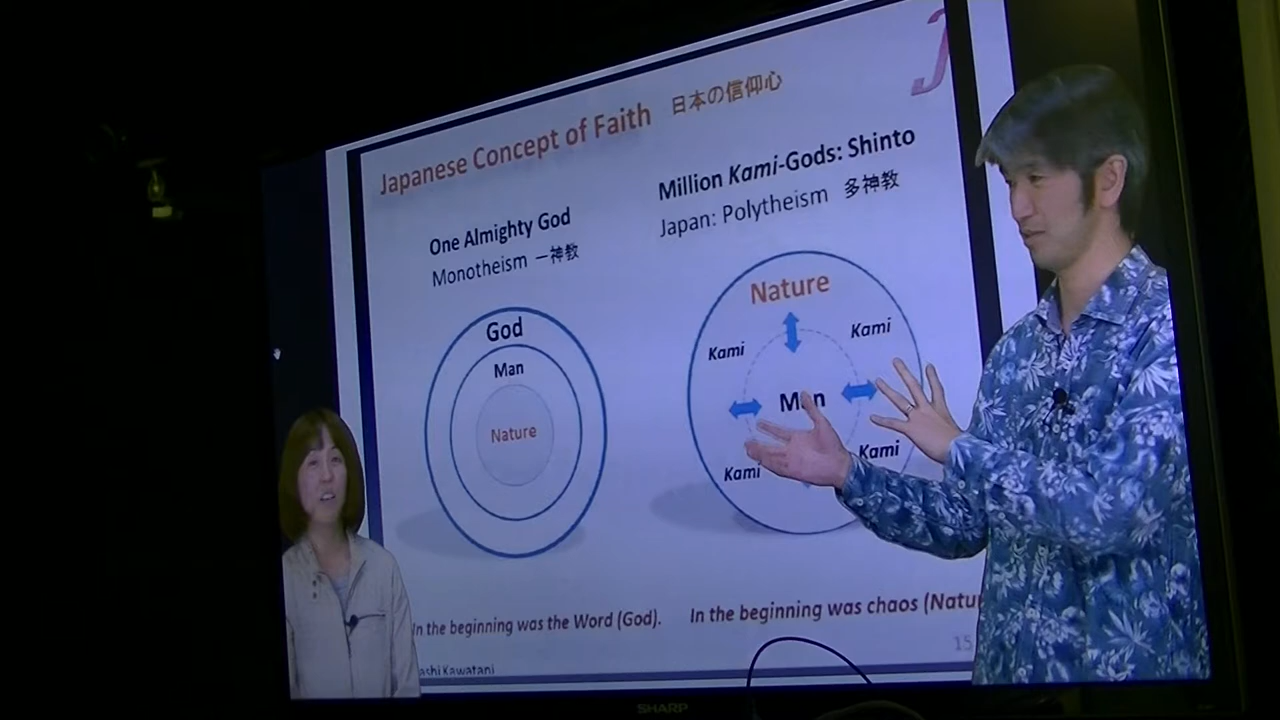 J
Japanese Concept of Faith 日本の信仰心
One Almighty God
Monotheism 一神教
Million Kami-Gods: Shinto
Japan: Polytheism 多神教
God
Man
Nature
Nature
Kami
Kami
Man
Kami
Kami
In the beginning was the Word (God).
In the beginning was chaos (Natu
15
ashi Kawatani
SHARP